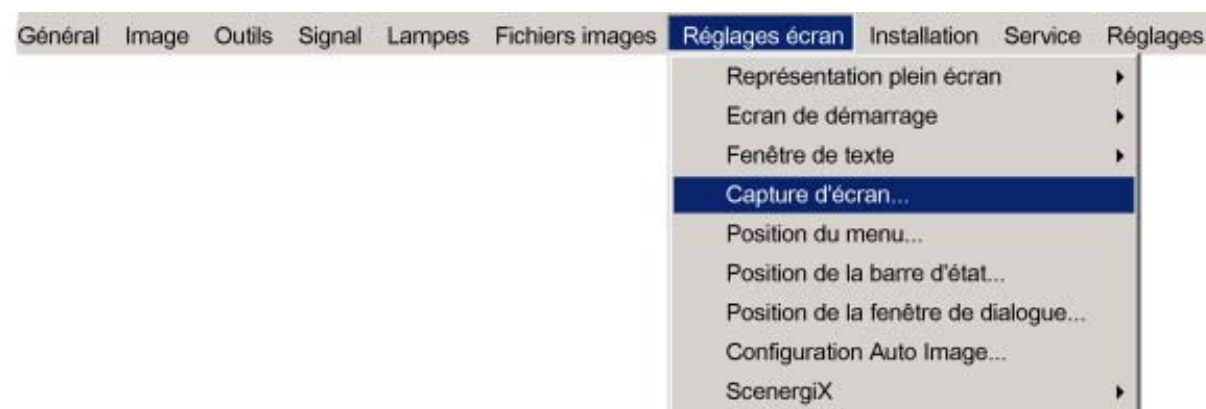 Général Image Outils Signal Lampes Fichiers images Réglages écran Installation Service Réglages
Représentation plein écran
Ecran de démarrage
Fenêtre de texte
Capture d'écran...
Position du menu...
Position de la barre d'état...
Position de la fenêtre de dialogue...
Configuration Auto Image...
ScenergiX